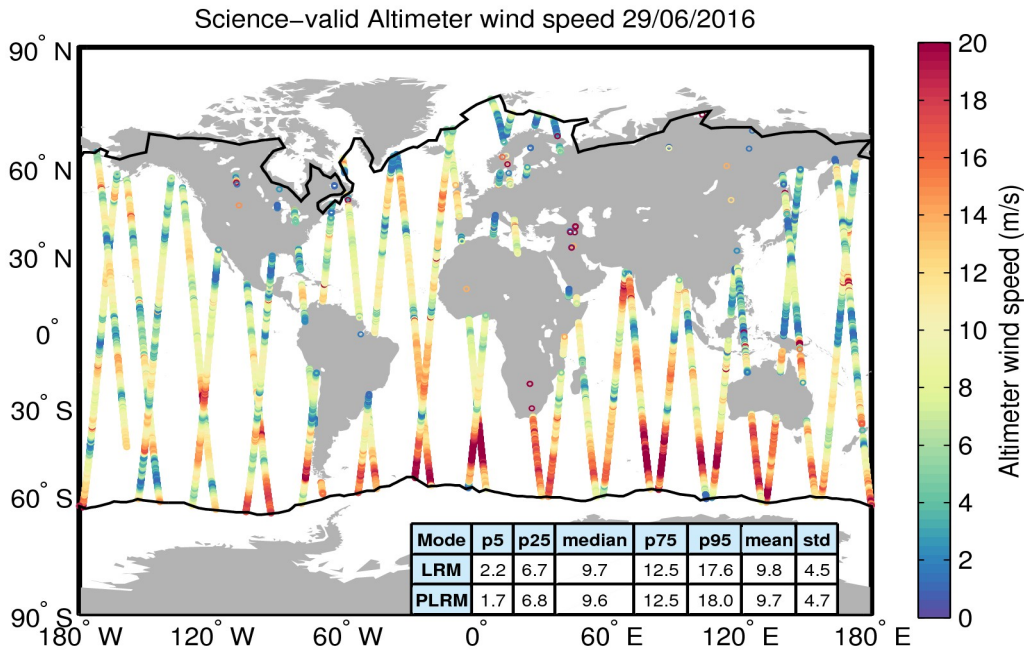 Science−valid Altimeter wind speed 29/06/2016
90° N
60° N
30° N
0°
30° S
60° S
90° S
180° W
120° W
60° W
0°
60° E
120° E
180° E
Mode p5 p25 median p75 p95 mean std
LRM 2.2 6.7 9.7 12.5 17.6 9.8 4.5
PLRM 1.7 6.8 9.6 12.5 18.0 9.7 4.7
20
18
16
14
12
10
8
6
4
2
0
Altimeter wind speed (m/s)